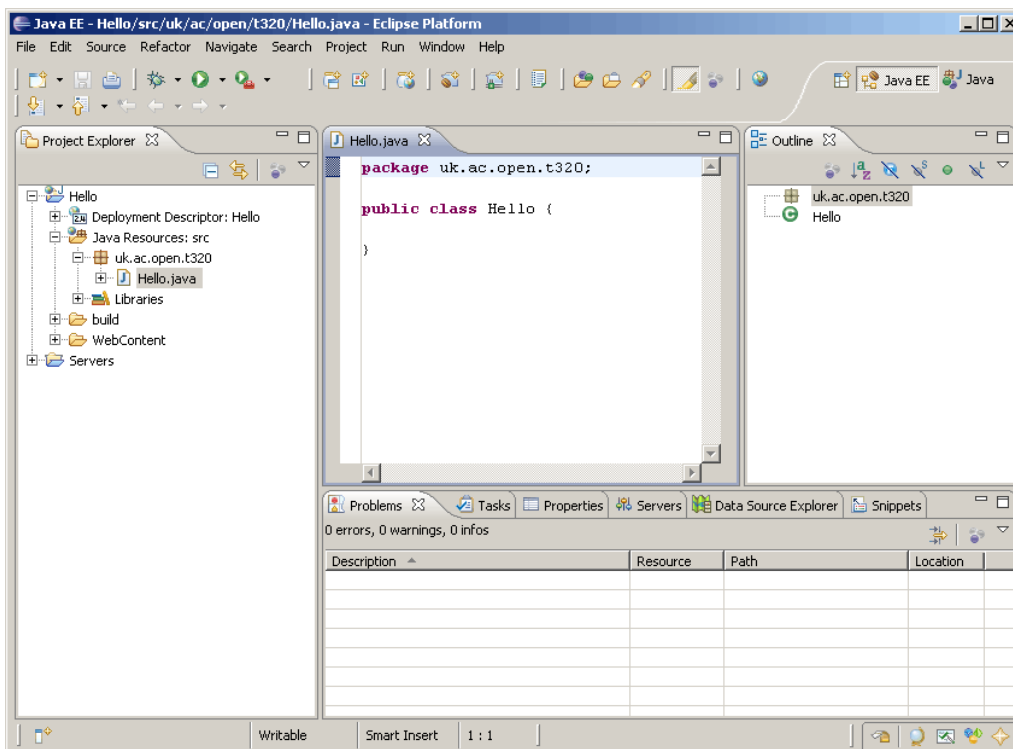 Java EE - Hello/src/uk/ac/open/t320/Hello.java - Eclipse Platform
File Edit Source Refactor Navigate Search Project Run Window Help
Java EE Java
Project Explorer
Hello
Deployment Descriptor: Hello
Java Resources: src
uk.ac.open.t320
Hello.java
Libraries
build
WebContent
Servers
Hello.java
package uk.ac.open.t320;
public class Hello {
}
Outline
uk.ac.open.t320
Hello
Problems Tasks Properties Servers Data Source Explorer Snippets
0 errors, 0 warnings, 0 infos
Description Resource Path Location
Writable Smart Insert 1 : 1